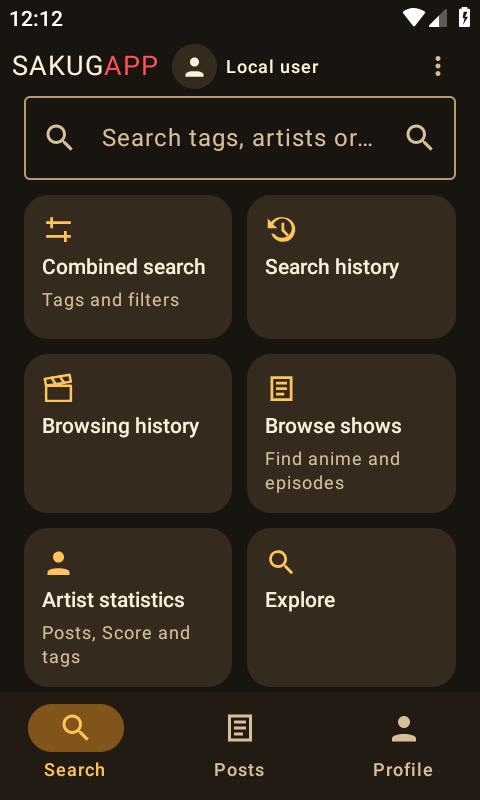 12:12
SAKUGAPP
Local user
Search tags, artists or...
Combined search
Tags and filters
Search history
Browsing history
Browse shows
Find anime and
episodes
Artist statistics
Posts, Score and
tags
Explore
Search
Posts
Profile